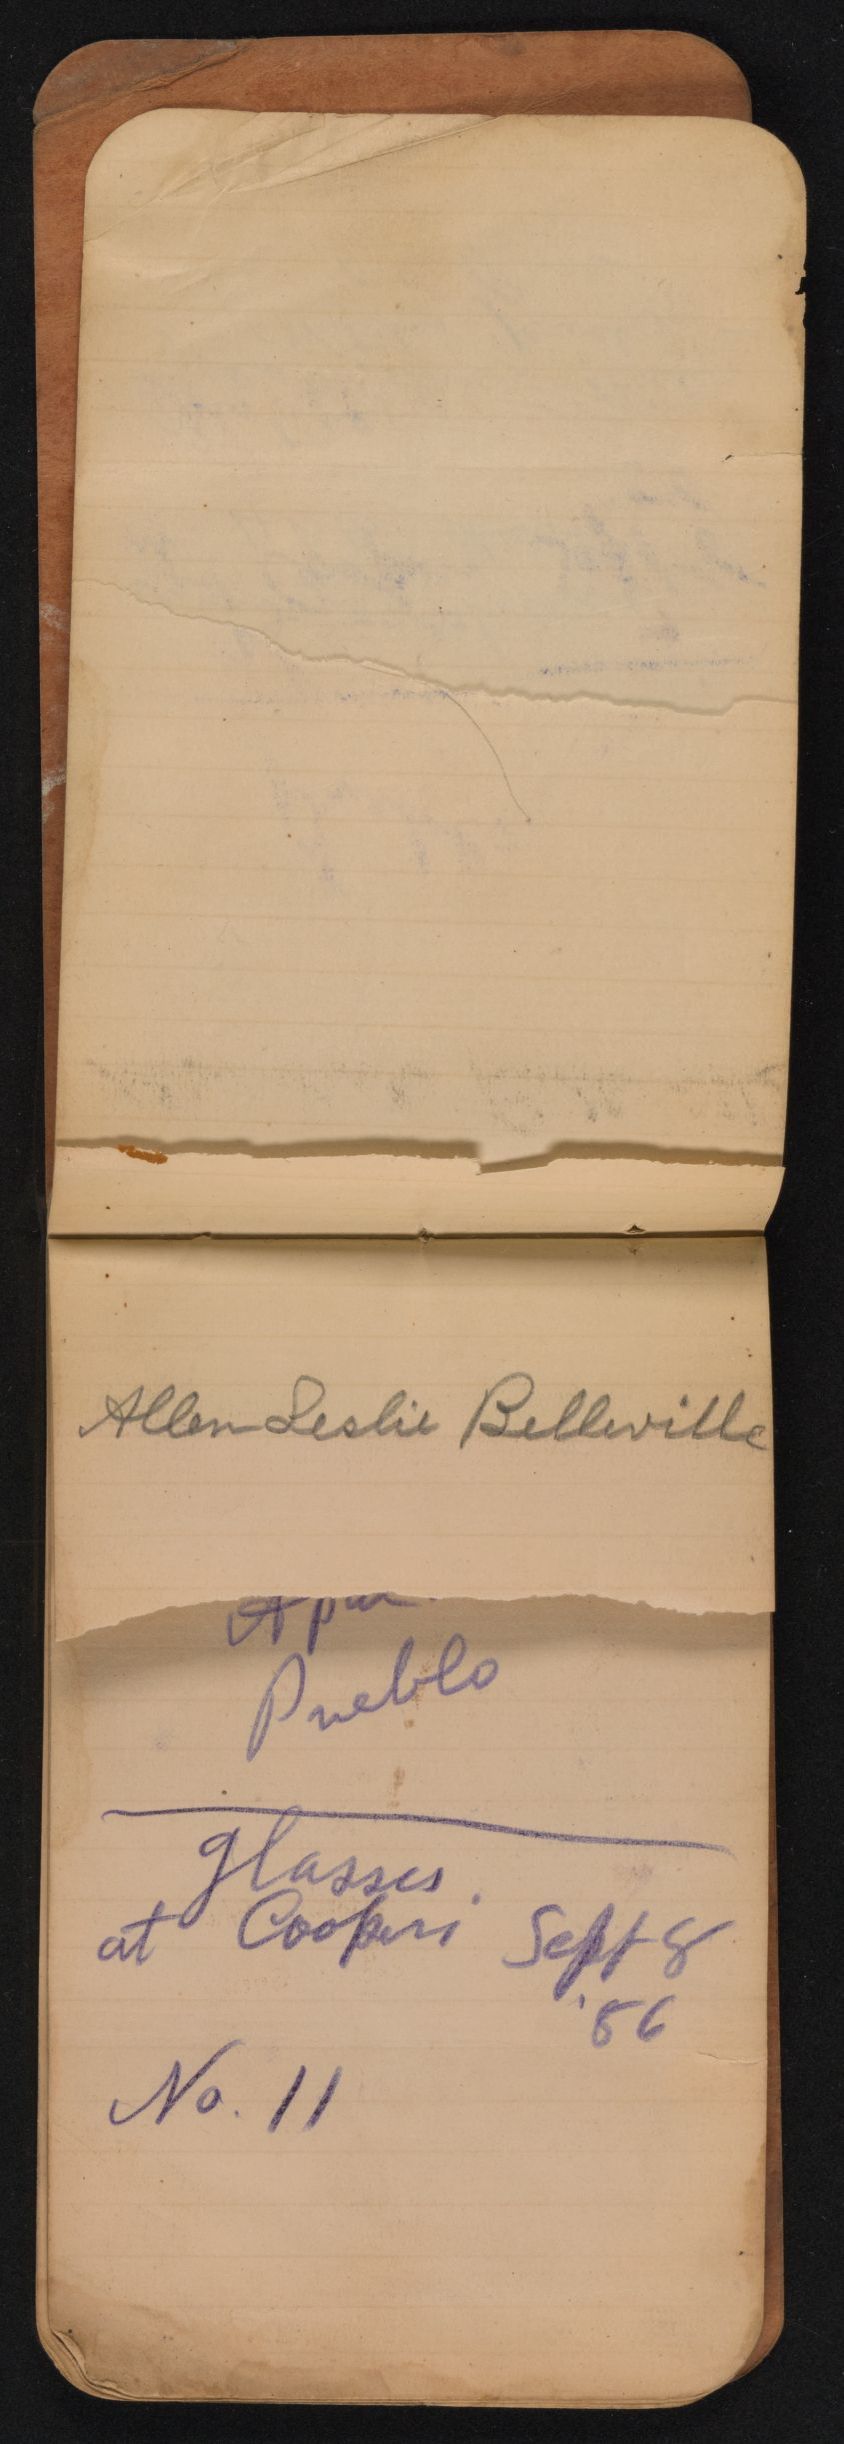 Allen Leslie Belleville
Pueblo
glasses
at Coopers Sept 8
'86
No. 11